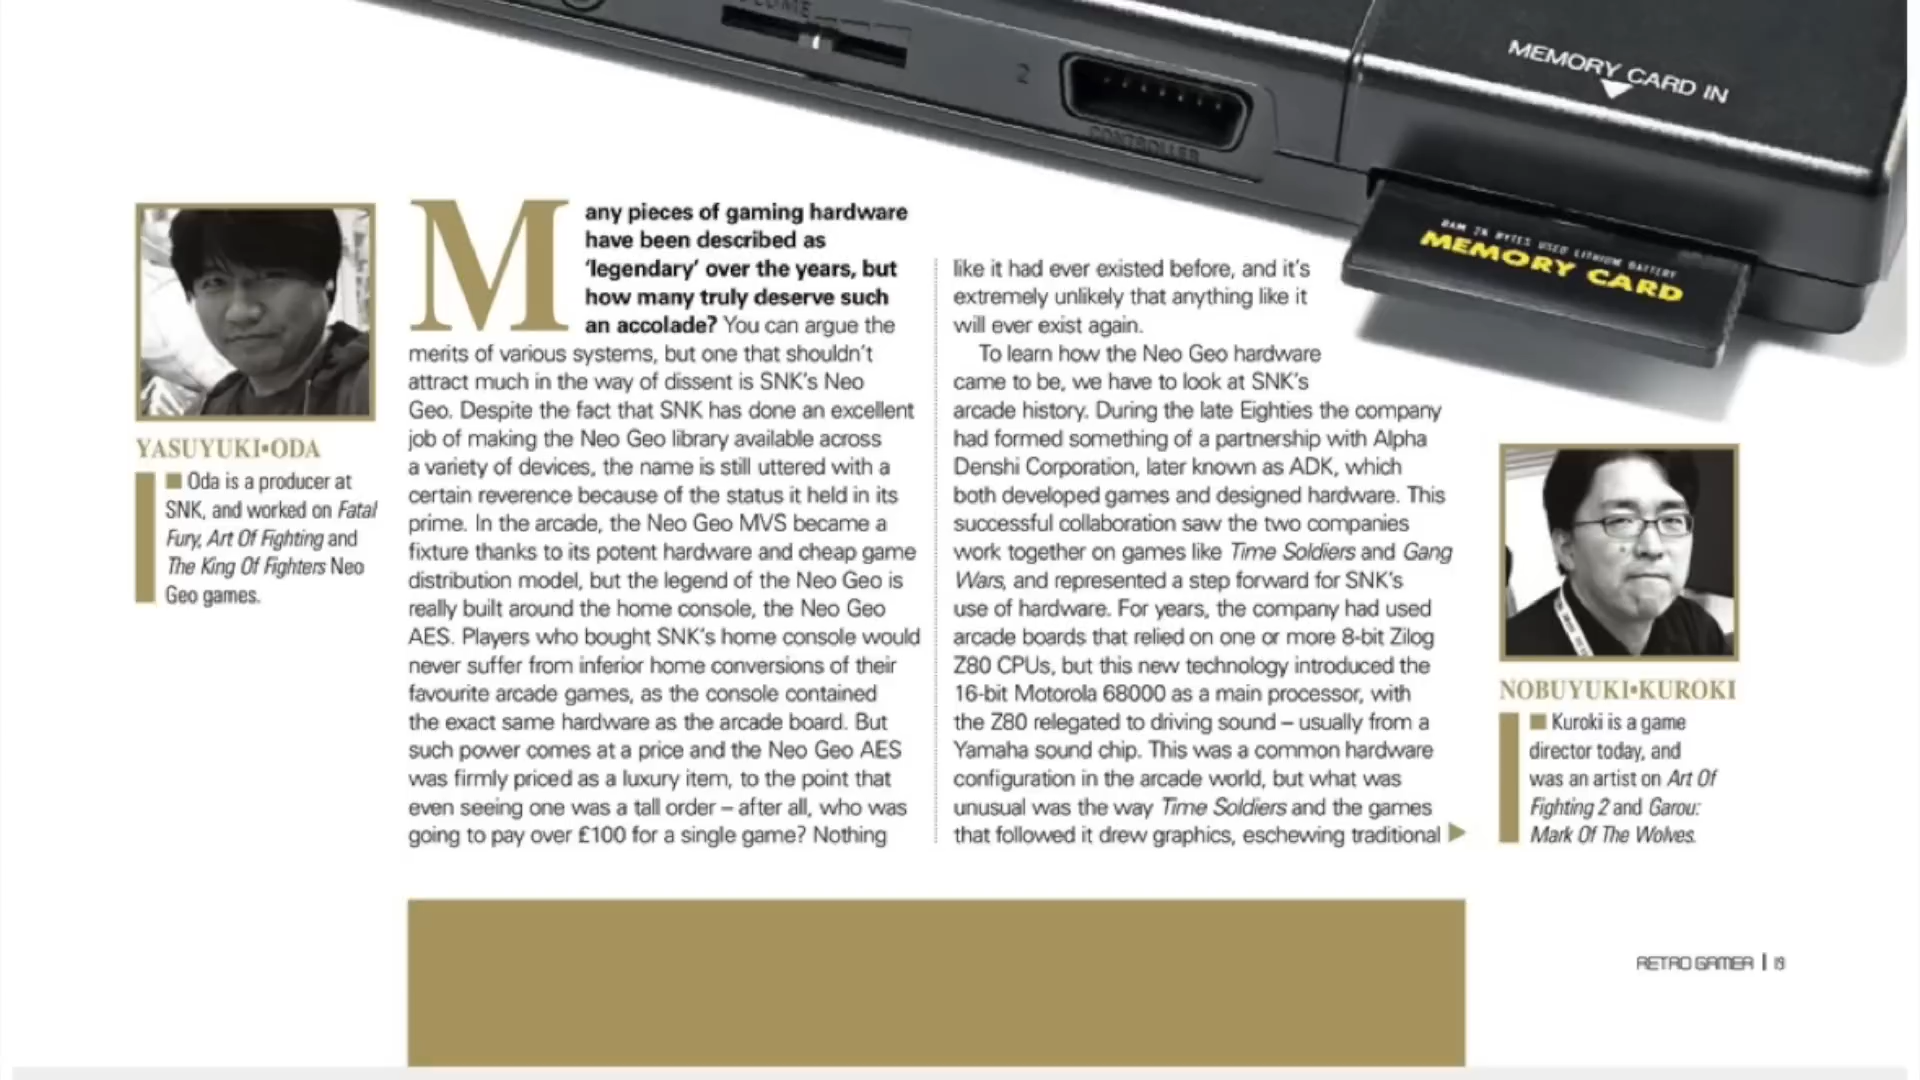 MEMORY CARD IN
2
CONTROLLER
RAM 2K BYTES USED LITHIUM BATTERY
MEMORY CARD
Many pieces of gaming hardware
have been described as
‘legendary’ over the years, but
how many truly deserve such
an accolade? You can argue the
merits of various systems, but one that shouldn’t
attract much in the way of dissent is SNK’s Neo
Geo. Despite the fact that SNK has done an excellent
job of making the Neo Geo library available across
a variety of devices, the name is still uttered with a
certain reverence because of the status it held in its
prime. In the arcade, the Neo Geo MVS became a
fixture thanks to its potent hardware and cheap game
distribution model, but the legend of the Neo Geo is
really built around the home console, the Neo Geo
AES. Players who bought SNK’s home console would
never suffer from inferior home conversions of their
favourite arcade games, as the console contained
the exact same hardware as the arcade board. But
such power comes at a price and the Neo Geo AES
was firmly priced as a luxury item, to the point that
even seeing one was a tall order – after all, who was
going to pay over £100 for a single game? Nothing
like it had ever existed before, and it’s
extremely unlikely that anything like it
will ever exist again.
To learn how the Neo Geo hardware
came to be, we have to look at SNK’s
arcade history. During the late Eighties the company
had formed something of a partnership with Alpha
Denshi Corporation, later known as ADK, which
both developed games and designed hardware. This
successful collaboration saw the two companies
work together on games like Time Soldiers and Gang
Wars, and represented a step forward for SNK’s
use of hardware. For years, the company had used
arcade boards that relied on one or more 8-bit Zilog
Z80 CPUs, but this new technology introduced the
16-bit Motorola 68000 as a main processor, with
the Z80 relegated to driving sound – usually from a
Yamaha sound chip. This was a common hardware
configuration in the arcade world, but what was
unusual was the way Time Soldiers and the games
that followed it drew graphics, eschewing traditional
YASUYUKI•ODA
Oda is a producer at
SNK, and worked on Fatal
Fury, Art Of Fighting and
The King Of Fighters Neo
Geo games.
NOBUYUKI•KUROKI
Kuroki is a game
director today, and
was an artist on Art Of
Fighting 2 and Garou:
Mark Of The Wolves.
RETRO GAMER |